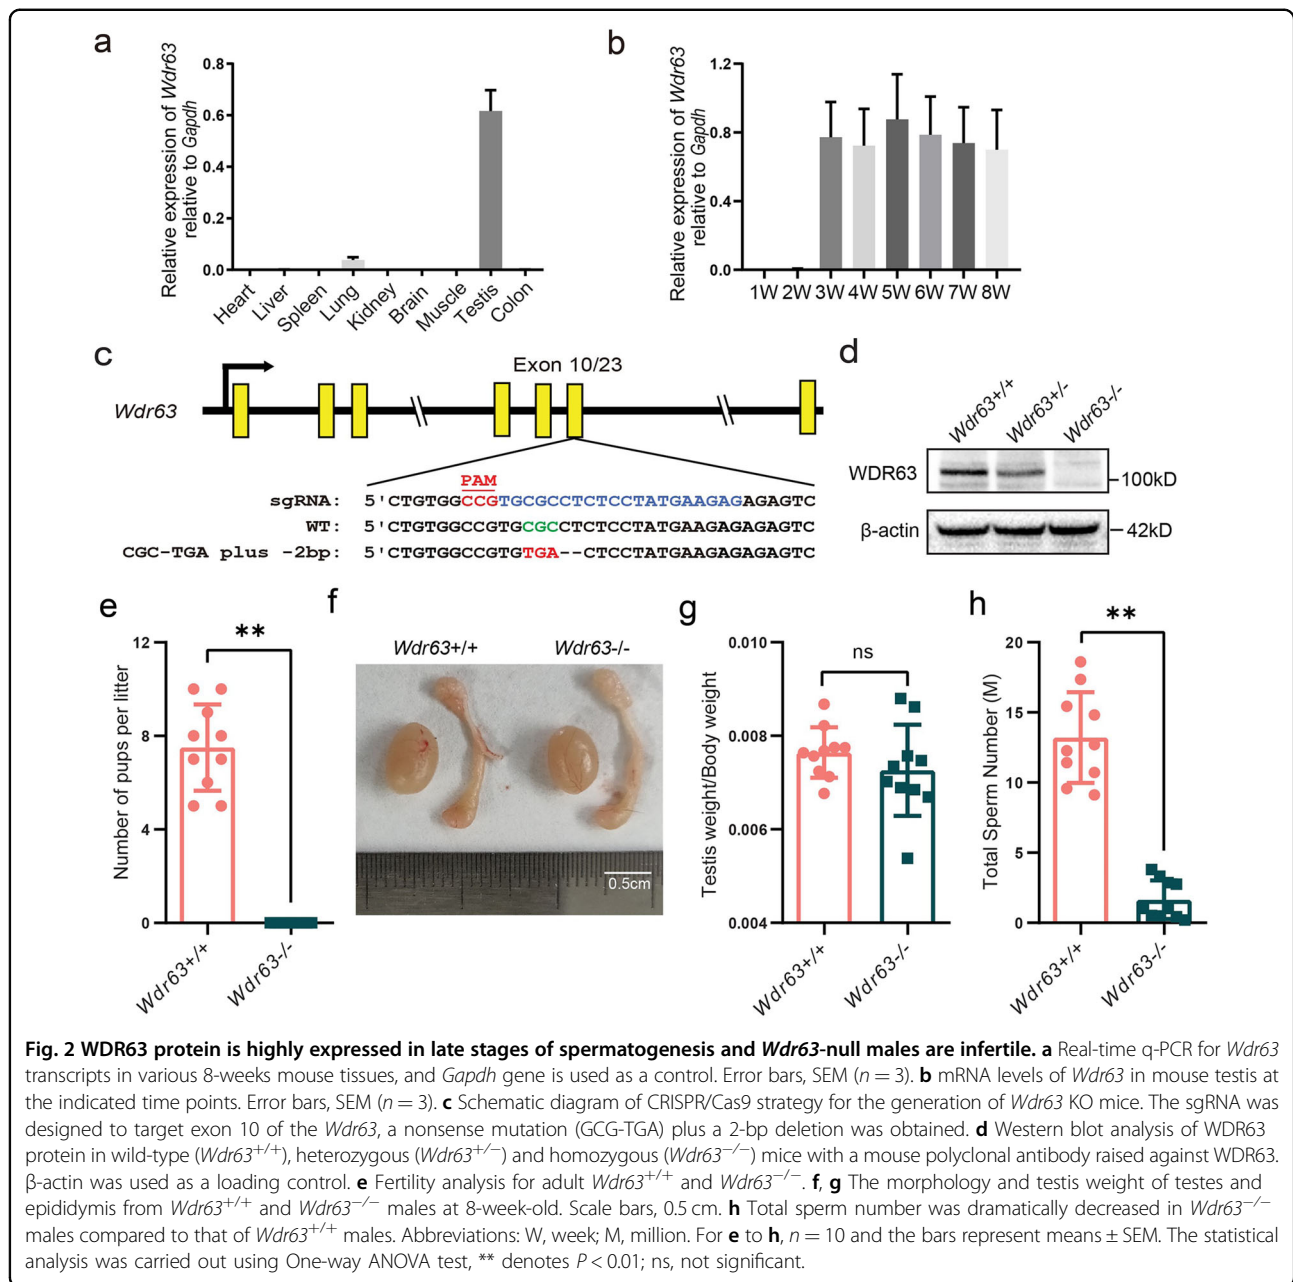 a
Relative expression of Wdr63
relative to Gapdh
0.8
0.6
0.4
0.2
0.0
Heart
Liver
Spleen
Lung
Kidney
Brain
Muscle
Testis
Colon
b
Relative expression of Wdr63
relative to Gapdh
1.2
0.8
0.4
0.0
1W 2W 3W 4W 5W 6W 7W 8W
c
Exon 10/23
Wdr63
PAM
sgRNA: 5'CTGTGGCCGTGCGCCTCTCCTATGAAGAGAGAGTC
WT: 5'CTGTGGCCGTGCGCCTCTCCTATGAAGAGAGAGTC
CGC-TGA plus -2bp: 5'CTGTGGCCGTGTGA--CTCCTATGAAGAGAGAGTC
d
Wdr63+/+
Wdr63+/-
Wdr63-/-
WDR63
100kD
β-actin
42kD
e
Number of pups per litter
12
8
4
0
**
Wdr63+/+
Wdr63-/-
f
Wdr63+/+ Wdr63-/-
0.5cm
g
Testis weight/Body weight
0.010
0.008
0.006
0.004
ns
Wdr63+/+
Wdr63-/-
h
Total Sperm Number (M)
20
15
10
5
0
**
Wdr63+/+
Wdr63-/-
Fig. 2 WDR63 protein is highly expressed in late stages of spermatogenesis and Wdr63-null males are infertile. a Real-time q-PCR for Wdr63
transcripts in various 8-weeks mouse tissues, and Gapdh gene is used as a control. Error bars, SEM (n = 3). b mRNA levels of Wdr63 in mouse testis at
the indicated time points. Error bars, SEM (n = 3). c Schematic diagram of CRISPR/Cas9 strategy for the generation of Wdr63 KO mice. The sgRNA was
designed to target exon 10 of the Wdr63, a nonsense mutation (GCG-TGA) plus a 2-bp deletion was obtained. d Western blot analysis of WDR63
protein in wild-type (Wdr63+/+), heterozygous (Wdr63+/−) and homozygous (Wdr63−/−) mice with a mouse polyclonal antibody raised against WDR63.
β-actin was used as a loading control. e Fertility analysis for adult Wdr63+/+ and Wdr63−/−. f, g The morphology and testis weight of testes and
epididymis from Wdr63+/+ and Wdr63−/− males at 8-week-old. Scale bars, 0.5 cm. h Total sperm number was dramatically decreased in Wdr63−/−
males compared to that of Wdr63+/+ males. Abbreviations: W, week; M, million. For e to h, n = 10 and the bars represent means ± SEM. The statistical
analysis was carried out using One-way ANOVA test, ** denotes P < 0.01; ns, not significant.